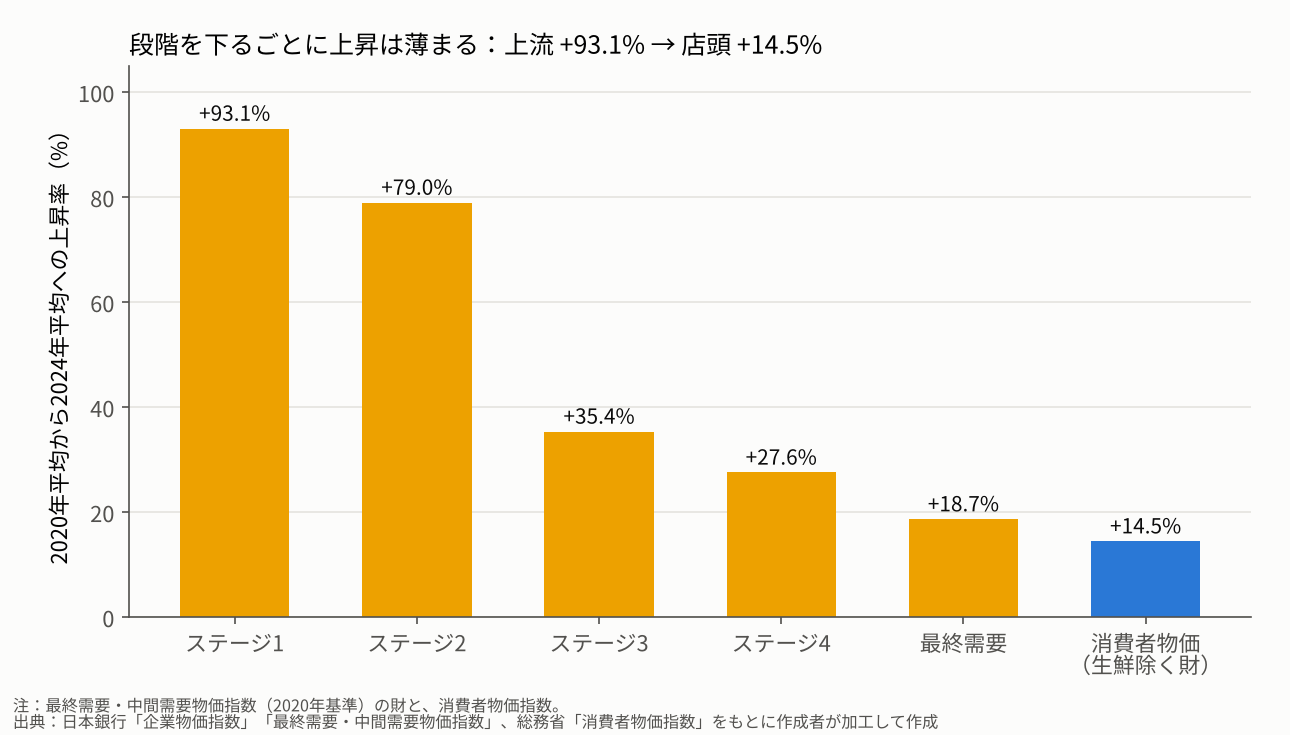 段階を下るごとに上昇は薄まる：上流 +93.1% → 店頭 +14.5%
2020年平均から2024年平均への上昇率（%）
100
80
60
40
20
0
+93.1%
+79.0%
+35.4%
+27.6%
+18.7%
+14.5%
ステージ1
ステージ2
ステージ3
ステージ4
最終需要
消費者物価
（生鮮除く財）
注：最終需要・中間需要物価指数（2020年基準）の財と、消費者物価指数。
出典：日本銀行「企業物価指数」「最終需要・中間需要物価指数」、総務省「消費者物価指数」をもとに作成者が加工して作成